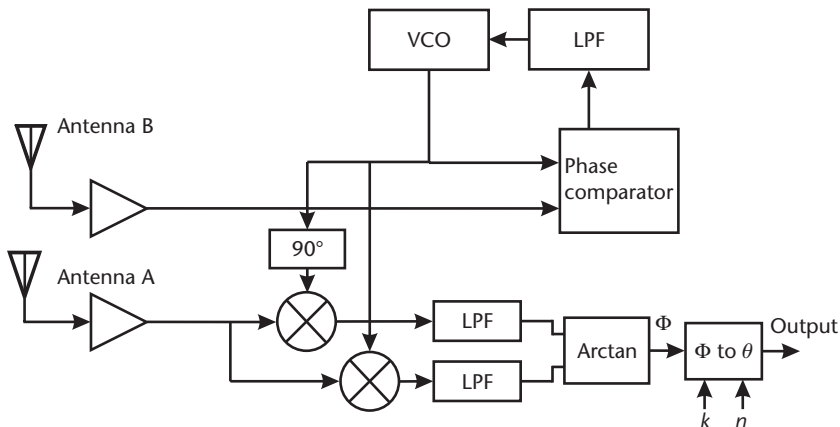 VCO
LPF
Antenna B
Phase
comparator
90°
Antenna A
LPF
LPF
Arctan
Φ
Φ to θ
Output
k
n